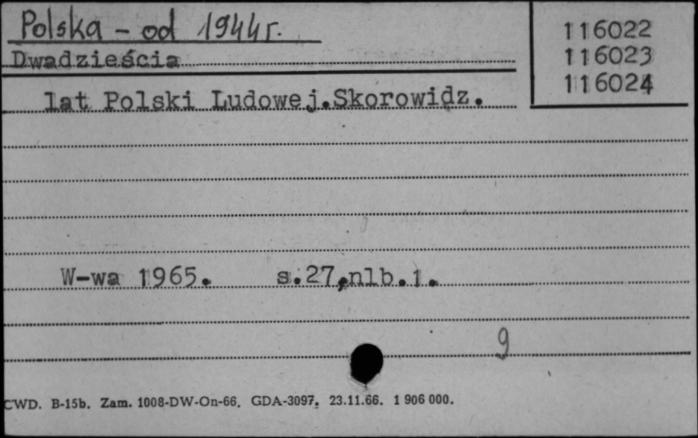 Polska - od 1944r.
116022
Dwadzieścia
116023
116024
lat Polski Ludowej.Skorowidz.
W-wa 1965. s.27,nlb.1.
9
CWD. B-15b. Zam. 1008-DW-On-66. GDA-3097. 23.11.66. 1 906 000.